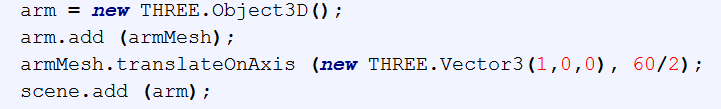 arm = new THREE.Object3D();
arm.add (armMesh);
armMesh.translateOnAxis (new THREE.Vector3(1,0,0), 60/2);
scene.add (arm);